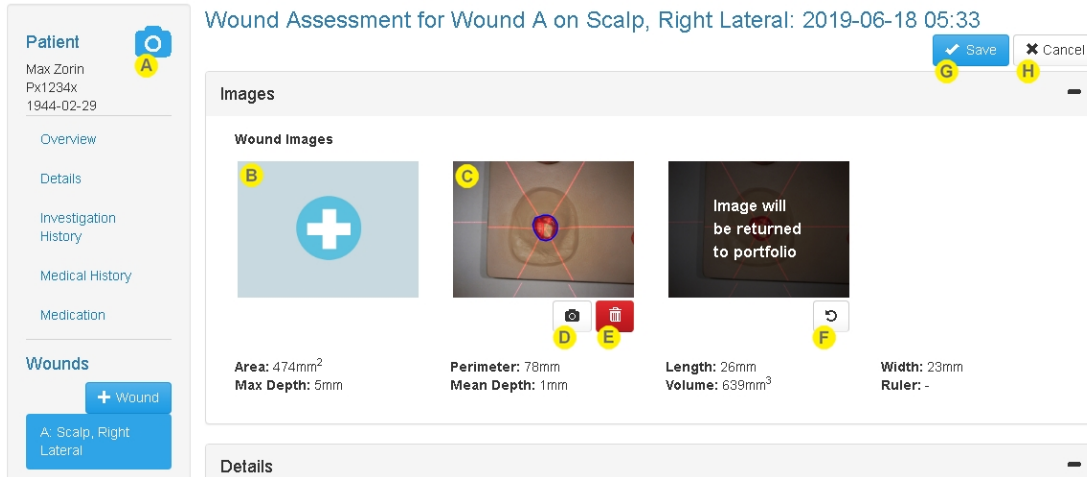 Wound Assessment for Wound A on Scalp, Right Lateral: 2019-06-18 05:33
Patient
A
Max Zorin
Px1234x
1944-02-29
Overview
Details
Investigation
History
Medical History
Medication
Wounds
+ Wound
A: Scalp, Right
Lateral
Save
Cancel
G
H
Images
Wound Images
B
C
Image will
be returned
to portfolio
D
E
F
Area: 474mm²
Perimeter: 78mm
Length: 26mm
Width: 23mm
Max Depth: 5mm
Mean Depth: 1mm
Volume: 639mm³
Ruler: -
Details